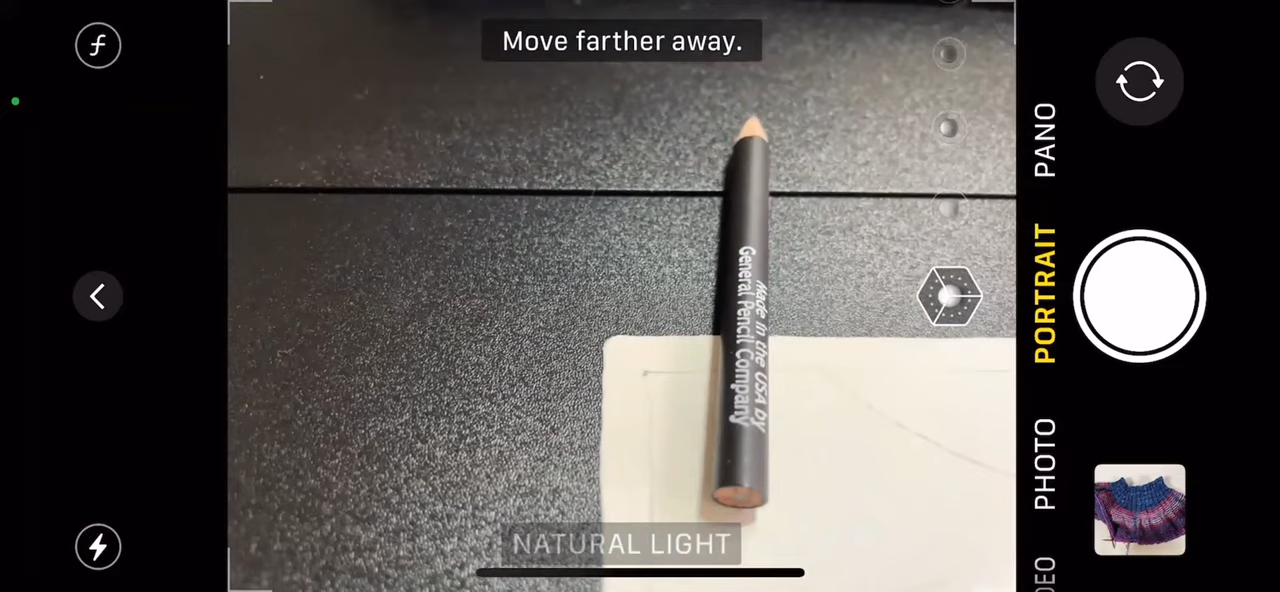 Move farther away.
f
PANO
PORTRAIT
PHOTO
DEO
Made in the USA by
General Pencil Company
NATURAL LIGHT